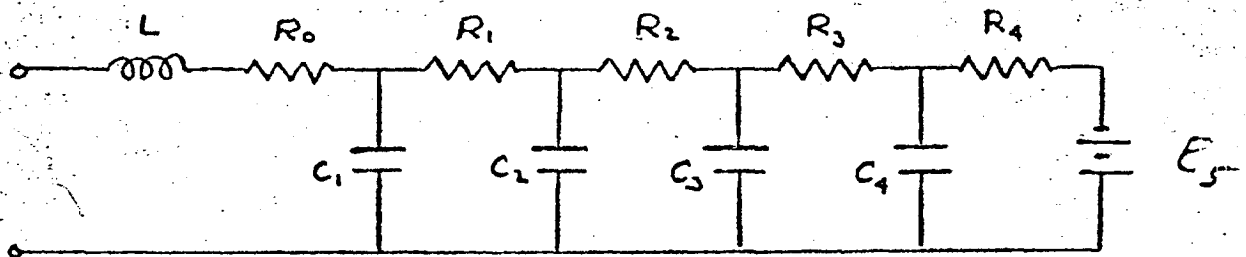 L R₀ R₁ R₂ R₃ R₄
C₁ C₂ C₃ C₄ E₅